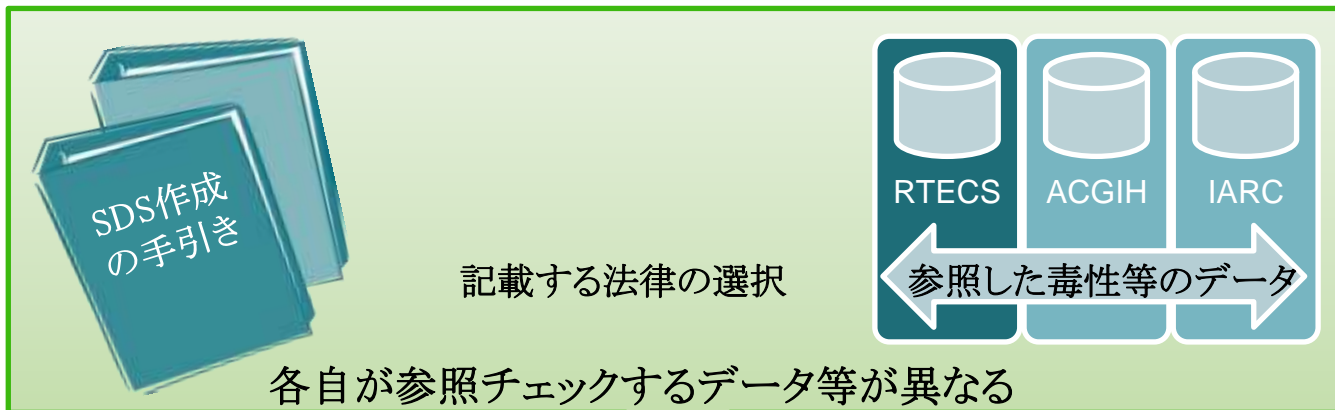 SDS作成
の手引き
記載する法律の選択
RTECS
ACGIH
IARC
参照した毒性等のデータ
各自が参照チェックするデータ等が異なる